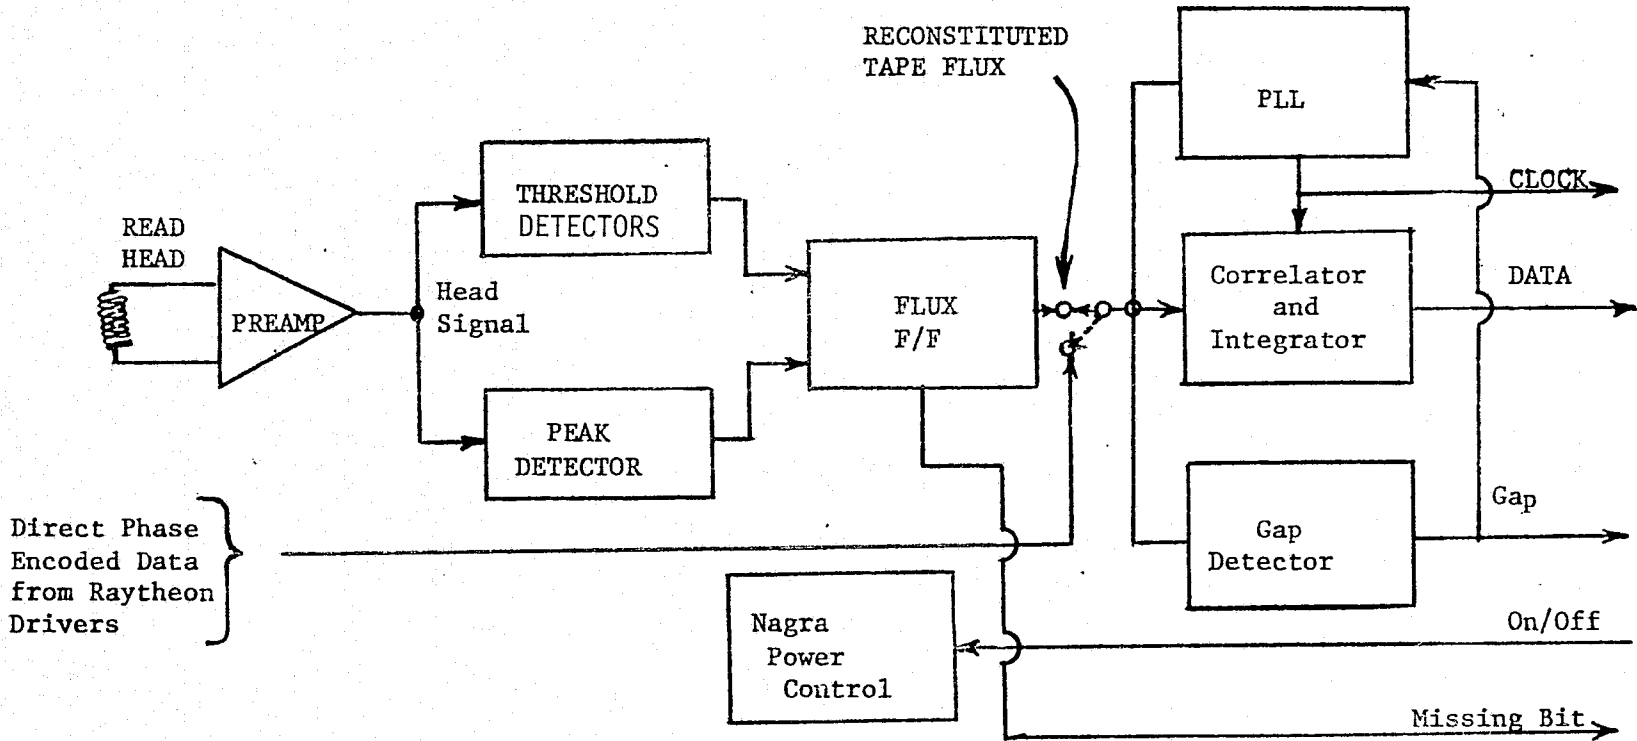 RECONSTITUTED
TAPE FLUX
PLL
CLOCK
THRESHOLD
DETECTORS
READ
HEAD
PREAMP
Head
Signal
FLUX
F/F
Correlator
and
Integrator
DATA
PEAK
DETECTOR
Direct Phase
Encoded Data
from Raytheon
Drivers
Gap
Detector
Gap
Nagra
Power
Control
On/Off
Missing Bit